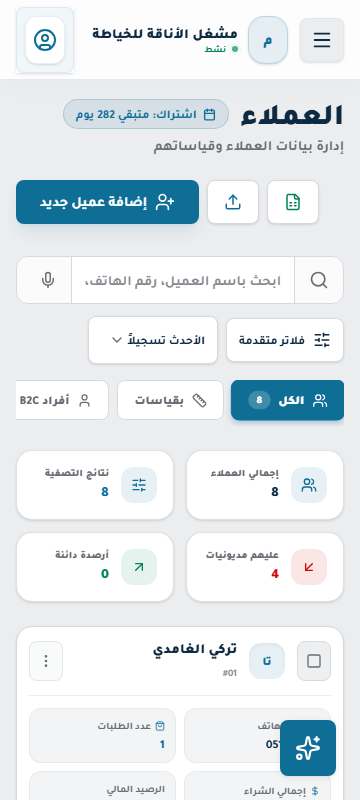 مشغل الأناقة للخياطة
م
نشط
العملاء
اشتراك: متبقي 282 يوم
إدارة بيانات العملاء وقياساتهم
إضافة عميل جديد
ابحث باسم العميل، رقم الهاتف،
فلاتر متقدمة
الأحدث تسجيلاً
الكل 8
بقياسات
أفراد B2C
إجمالي العملاء
8
نتائج التصفية
8
عليهم مديونيات
4
أرصدة دائنة
0
تا
تركي الغامدي
#01
عدد الطلبات
1
إجمالي الشراء
الرصيد المالي